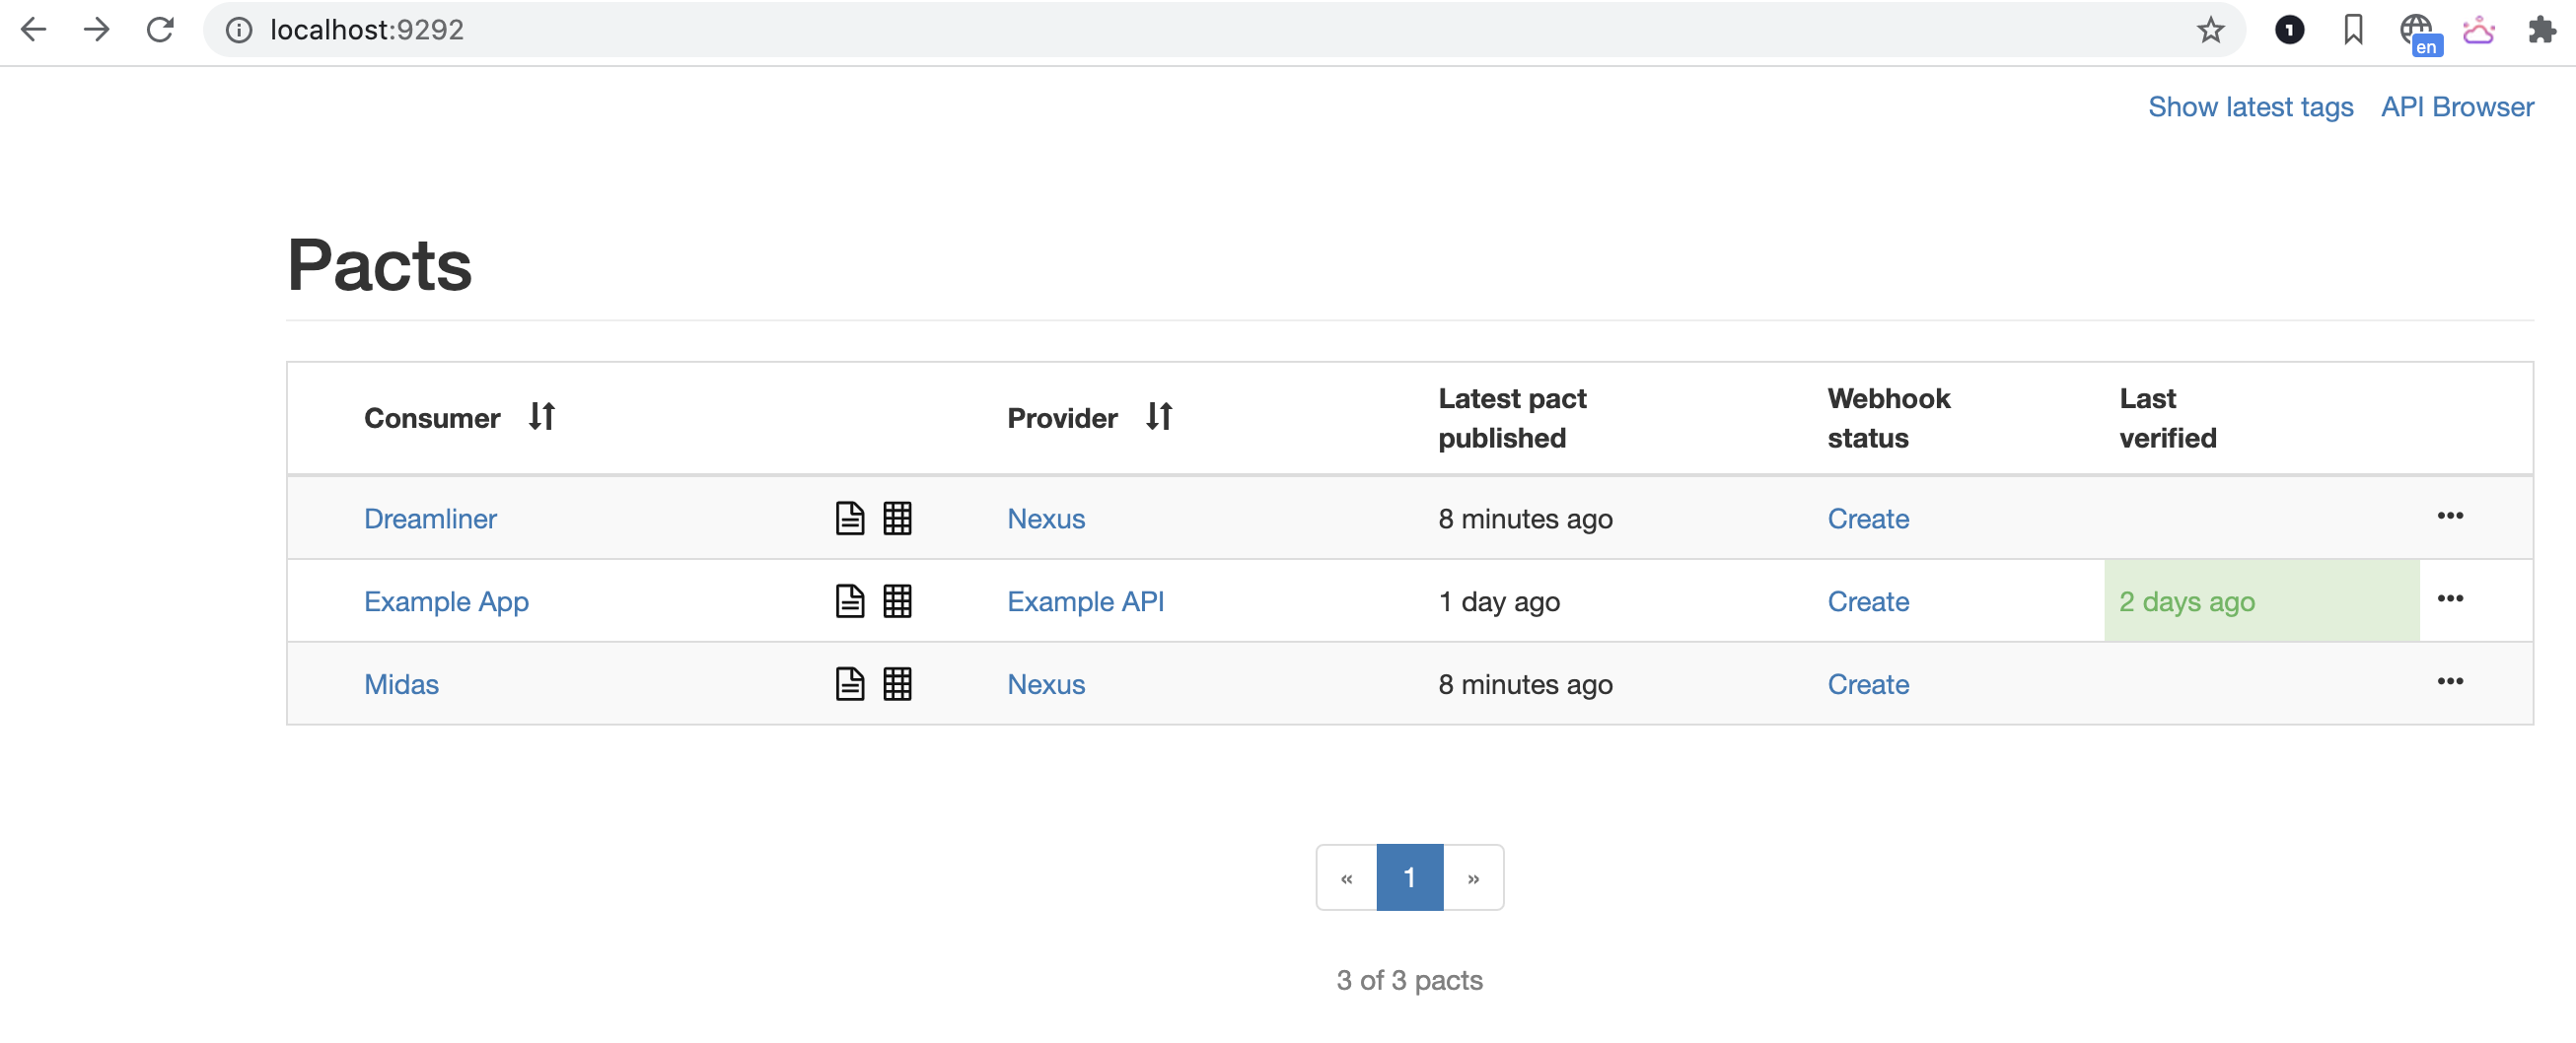 localhost:9292
1
en
Show latest tags API Browser
Pacts
Consumer Provider Latest pact published Webhook status Last verified
Dreamliner Nexus 8 minutes ago Create •••
Example App Example API 1 day ago Create 2 days ago •••
Midas Nexus 8 minutes ago Create •••
« 1 »
3 of 3 pacts